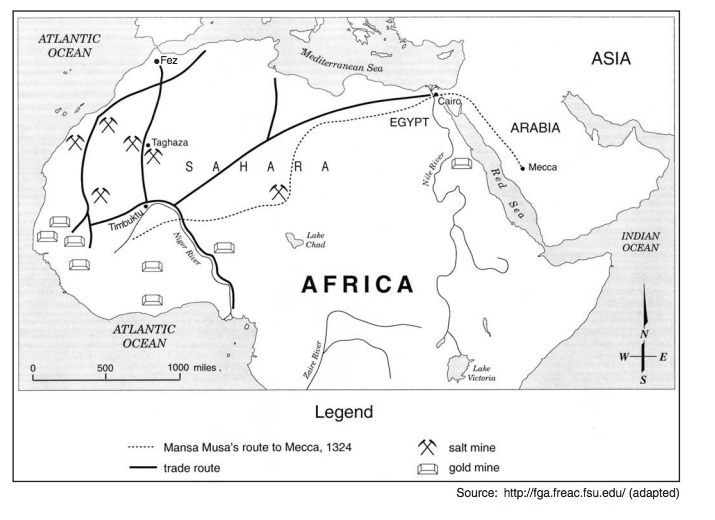 ATLANTIC
OCEAN
Fez
Mediterranean Sea
ASIA
Cairo
EGYPT
ARABIA
Taghaza
SAHARA
Nile River
Mecca
Red Sea
Timbuktu
Niger River
Lake
Chad
INDIAN
OCEAN
AFRICA
ATLANTIC
OCEAN
N
W E
S
0 500 1000 miles .
Zaire River
Lake
Victoria
Legend
Mansa Musa's route to Mecca, 1324
salt mine
trade route
gold mine
Source: http://fga.freac.fsu.edu/ (adapted)